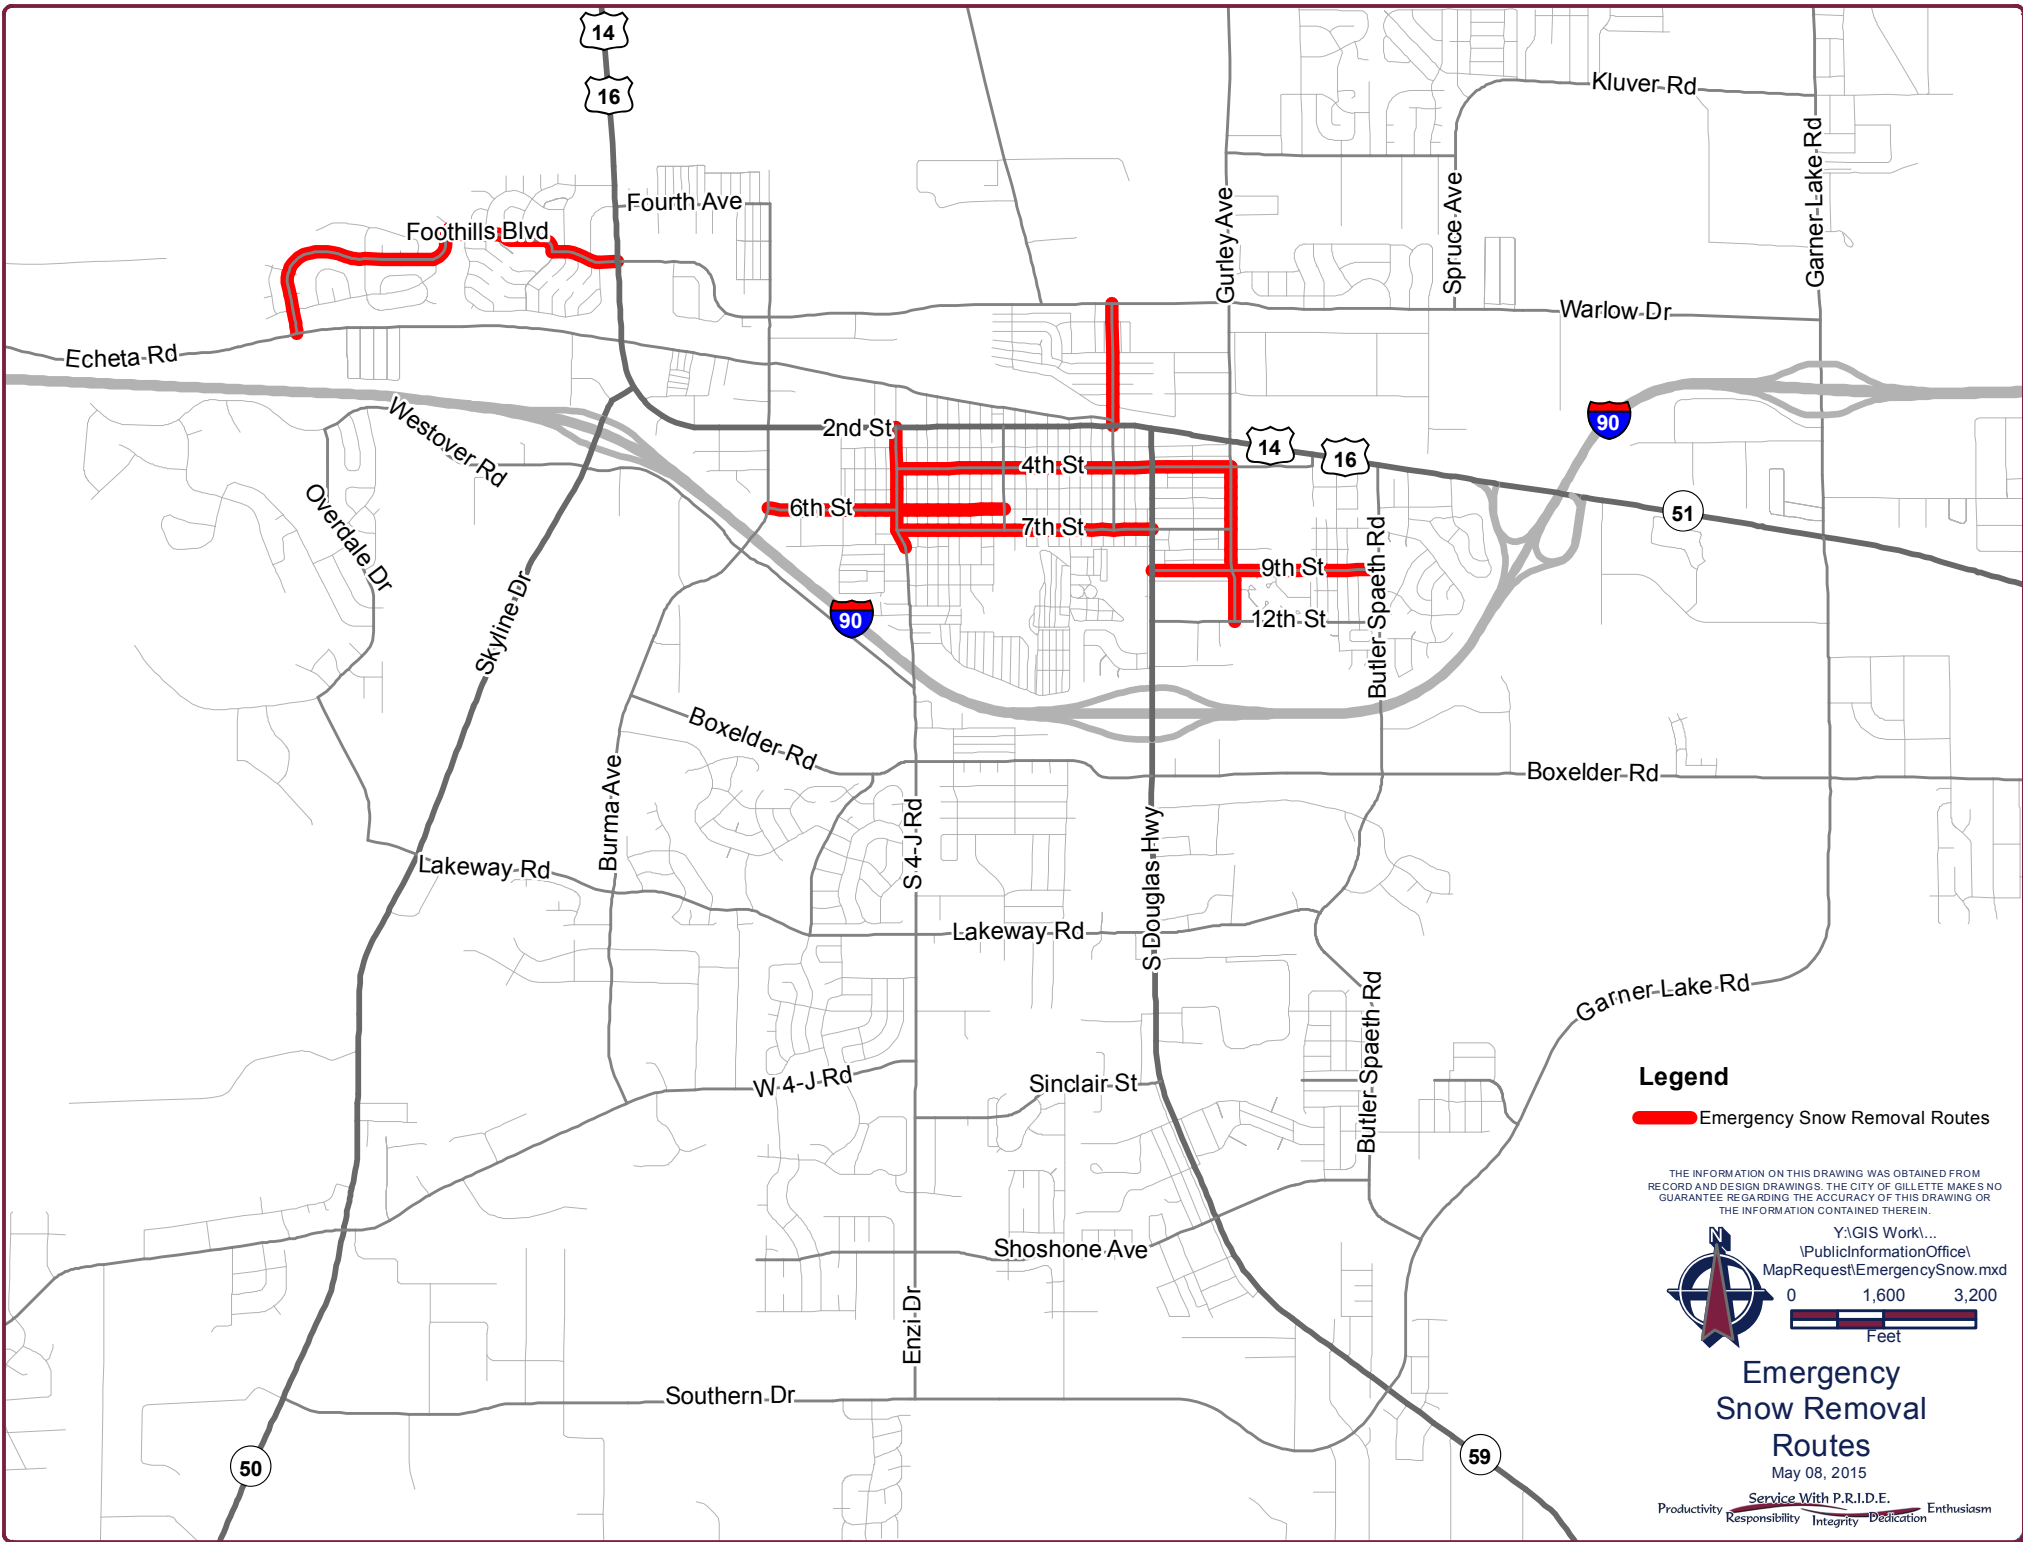 14
16
Kluver Rd
Garner Lake Rd
Fourth Ave
Spruce Ave
Gurley Ave
Foothills Blvd
Warlow Dr
Echeta Rd
Westover Rd
90
2nd St
14
16
4th St
Overdale Dr
6th St
51
7th St
Butler Spaeth Rd
9th St
Skyline Dr
90
12th St
Boxelder Rd
Boxelder Rd
Burma Ave
S 4-J Rd
S Douglas Hwy
Lakeway Rd
Lakeway Rd
Butler Spaeth Rd
Garner Lake Rd
W 4-J Rd
Sinclair St
Shoshone Ave
Enzi Dr
Southern Dr
50
59
Legend
Emergency Snow Removal Routes
THE INFORMATION ON THIS DRAWING WAS OBTAINED FROM
RECORD AND DESIGN DRAWINGS. THE CITY OF GILLETTE MAKES NO
GUARANTEE REGARDING THE ACCURACY OF THIS DRAWING OR
THE INFORMATION CONTAINED THEREIN.
N
Y:\GIS Work\...
\PublicInformationOffice\
MapRequest\EmergencySnow.mxd
0 1,600 3,200
Feet
Emergency
Snow Removal
Routes
May 08, 2015
Service With P.R.I.D.E.
Productivity Responsibility Integrity Dedication Enthusiasm